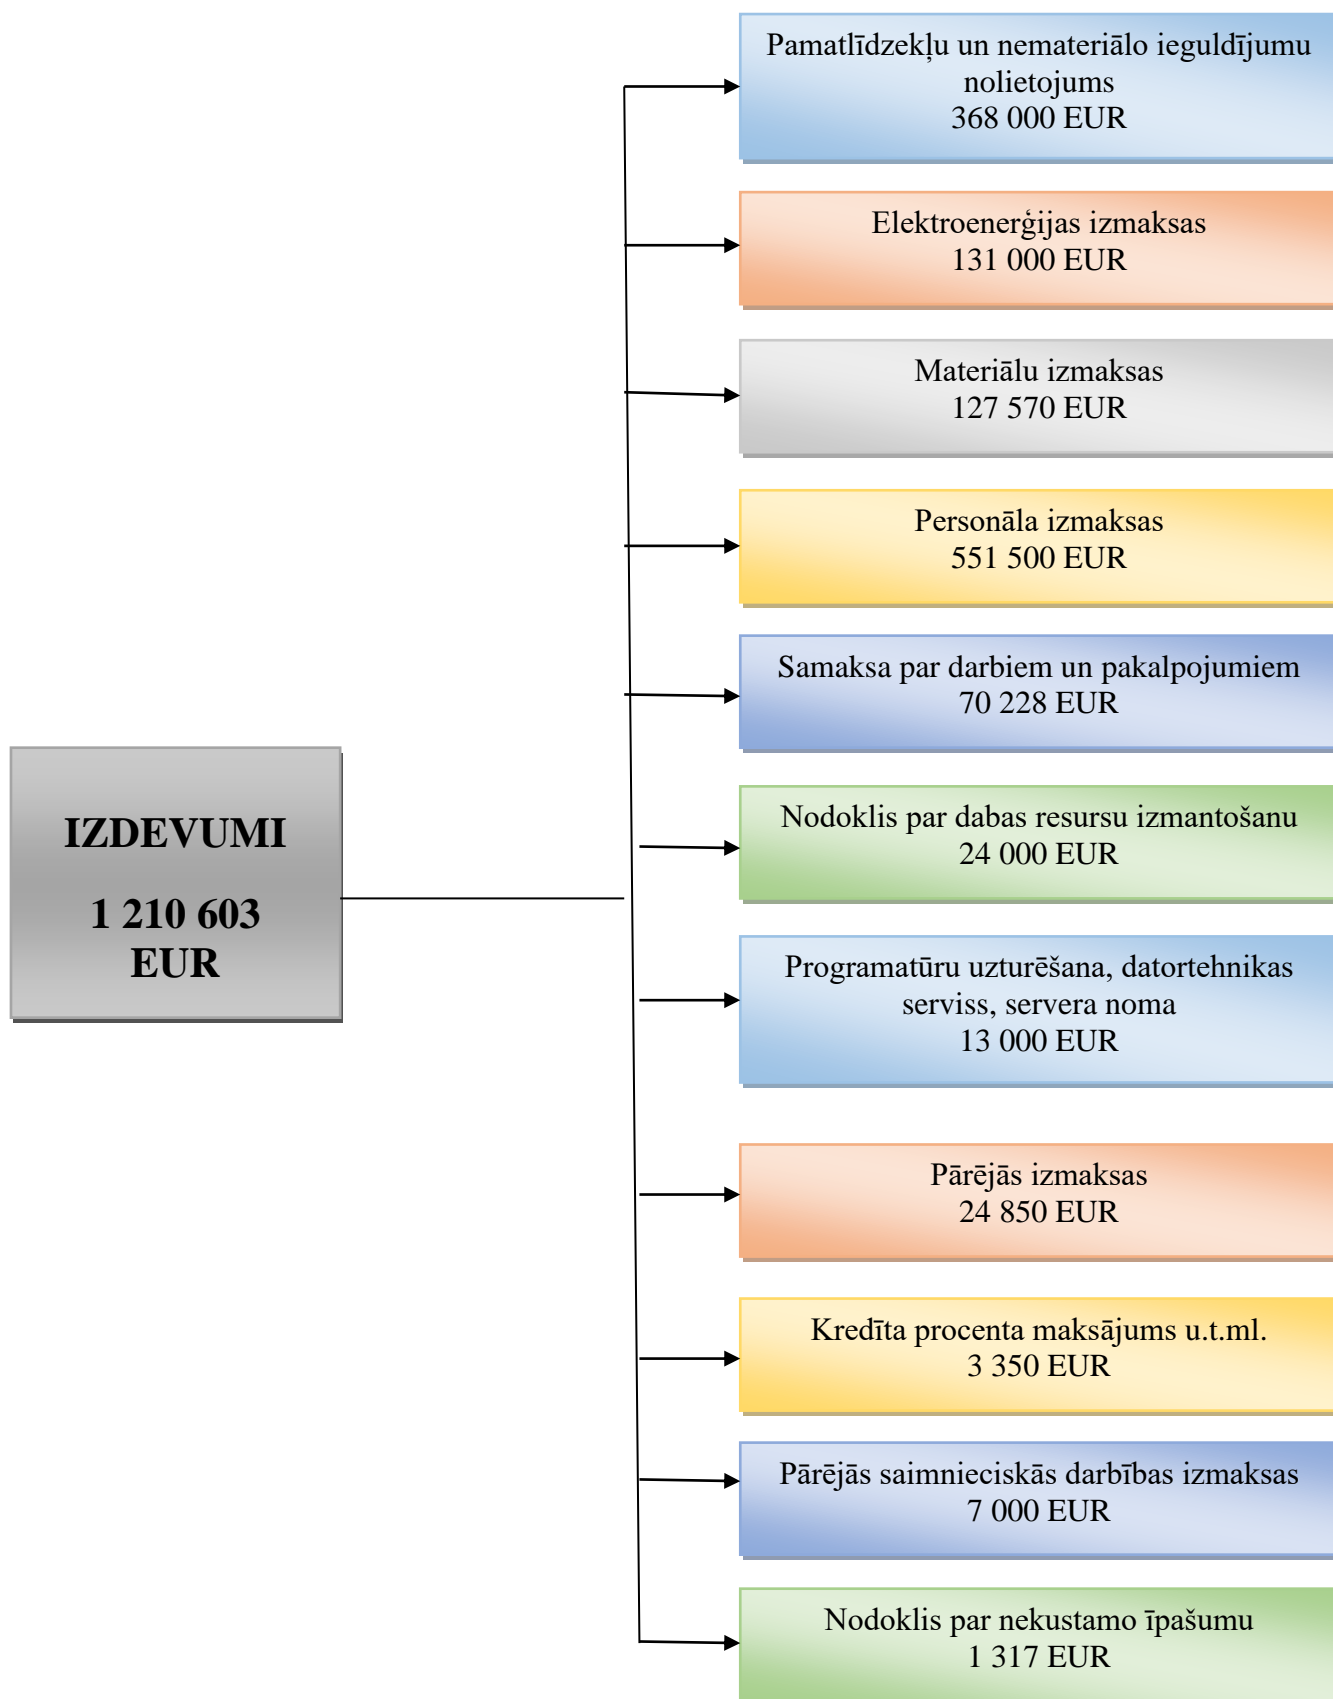 Pamatlīdzekļu un nemateriālo ieguldījumu
nolietojums
368 000 EUR
Elektroenerģijas izmaksas
131 000 EUR
Materiālu izmaksas
127 570 EUR
Personāla izmaksas
551 500 EUR
Samaksa par darbiem un pakalpojumiem
70 228 EUR
IZDEVUMI
1 210 603
EUR
Nodoklis par dabas resursu izmantošanu
24 000 EUR
Programatūru uzturēšana, datortehnikas
serviss, servera noma
13 000 EUR
Pārējās izmaksas
24 850 EUR
Kredīta procenta maksājums u.t.ml.
3 350 EUR
Pārējās saimnieciskās darbības izmaksas
7 000 EUR
Nodoklis par nekustamo īpašumu
1 317 EUR